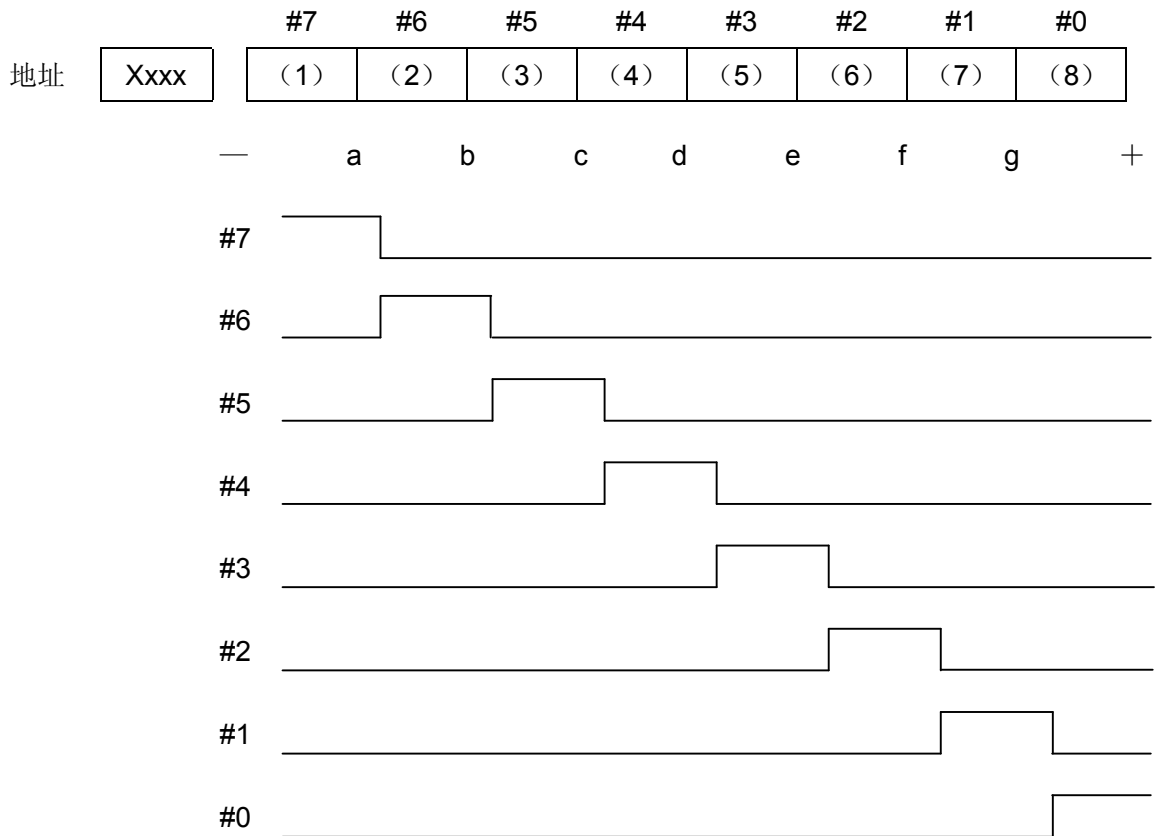 #7 #6 #5 #4 #3 #2 #1 #0
地址 Xxxx （1） （2） （3） （4） （5） （6） （7） （8）
— a b c d e f g ＋
#7
#6
#5
#4
#3
#2
#1
#0